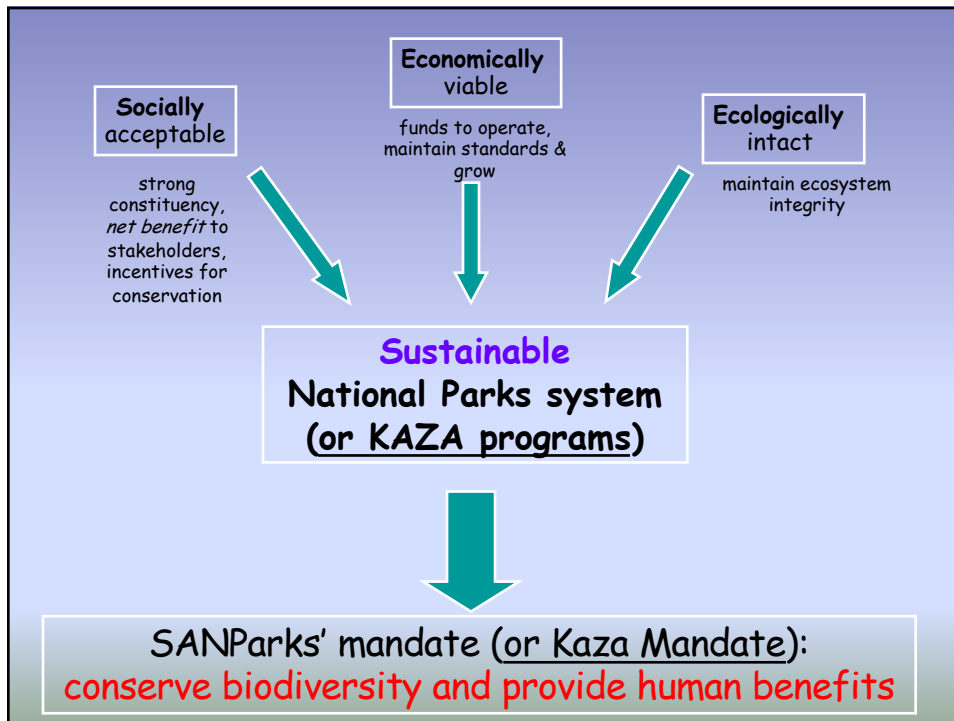 Socially
acceptable
strong
constituency,
net benefit to
stakeholders,
incentives for
conservation
Economically
viable
funds to operate,
maintain standards &
grow
Ecologically
intact
maintain ecosystem
integrity
Sustainable
National Parks system
(or KAZA programs)
SANParks’ mandate (or Kaza Mandate):
conserve biodiversity and provide human benefits